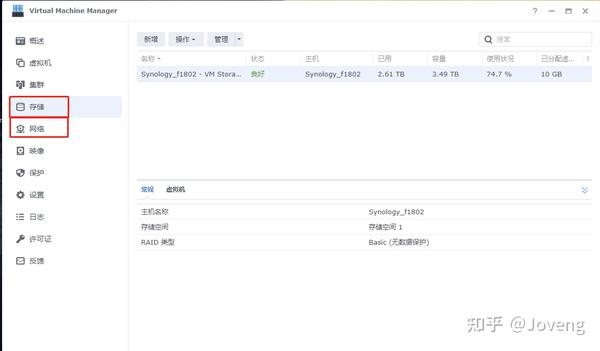 Virtual Machine Manager
概述
虚拟机
集群
存储
网络
映像
保护
设置
日志
许可证
反馈
新增 操作 管理 搜索
名称 状态 主机 已用 容量 使用状况 已分配虚...
Synology_f1802 - VM Stora... 良好 Synology_f1802 2.61 TB 3.49 TB 74.7 % 10 GB
常规 虚拟机
主机名称 Synology_f1802
存储空间 存储空间 1
RAID 类型 Basic (无数据保护)
知乎 @Joveng